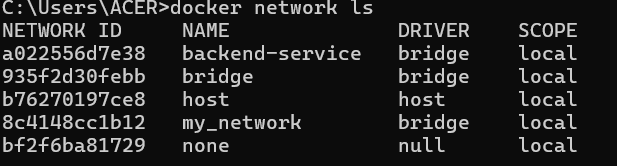 C:\Users\ACER>docker network ls
NETWORK ID     NAME              DRIVER    SCOPE
a022556d7e38   backend-service   bridge    local
935f2d30febb   bridge            bridge    local
b76270197ce8   host              host      local
8c4148cc1b12   my_network        bridge    local
bf2f6ba81729   none              null      local